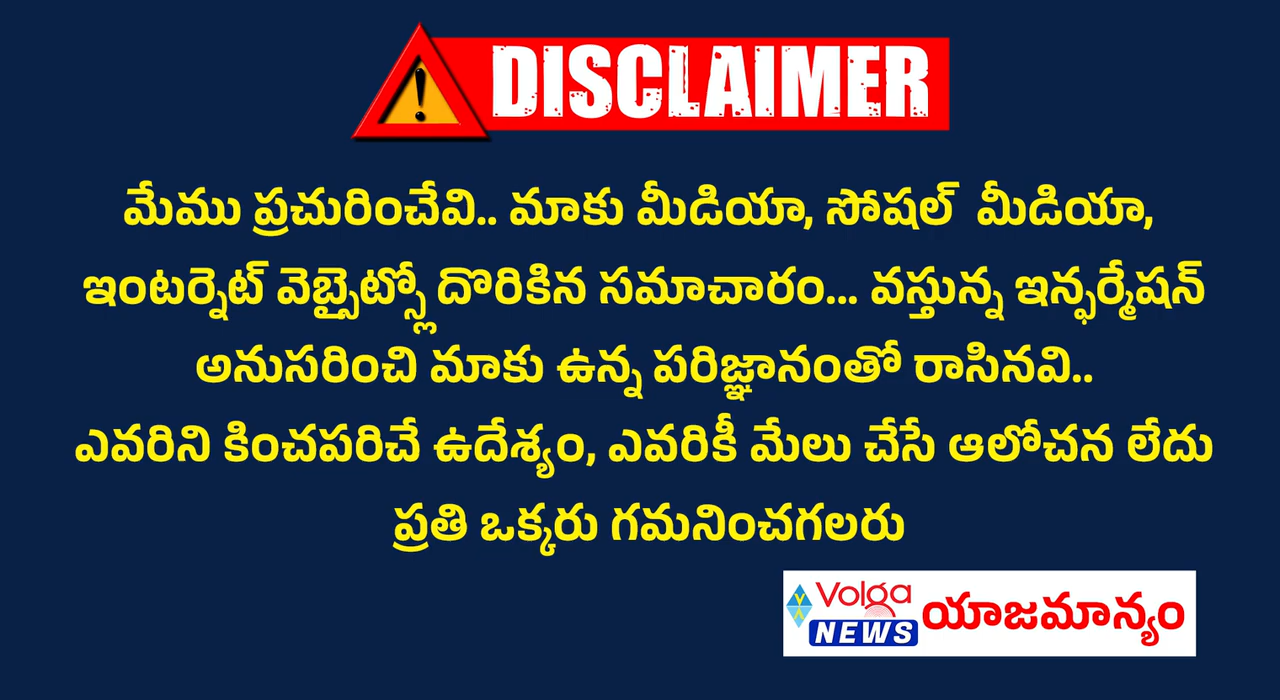 DISCLAIMER
మేము ప్రచురించేవి.. మాకు మీడియా, సోషల్ మీడియా,
ఇంటర్నెట్ వెబ్సైట్స్లో దొరికిన సమాచారం... వస్తున్న ఇన్ఫర్మేషన్
అనుసరించి మాకు ఉన్న పరిజ్ఞానంతో రాసినవి..
ఎవరిని కించపరిచే ఉదేశ్యం, ఎవరికీ మేలు చేసే ఆలోచన లేదు
ప్రతి ఒక్కరు గమనించగలరు
Volga NEWS యాజమాన్యం